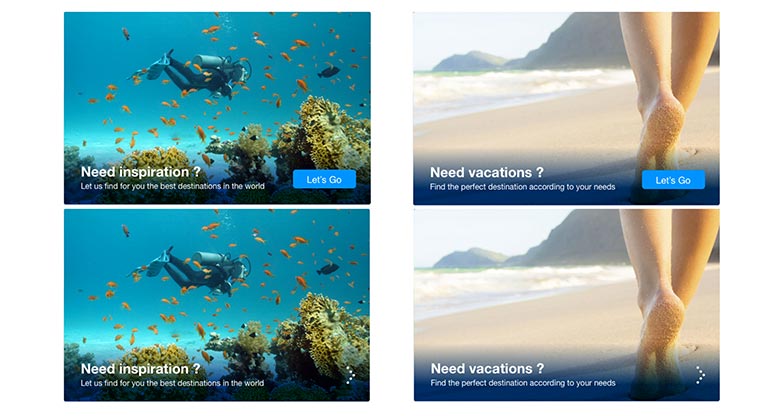 Need inspiration ?
Let us find for you the best destinations in the world
Let's Go
Need vacations ?
Find the perfect destination according to your needs
Let's Go
Need inspiration ?
Let us find for you the best destinations in the world
Need vacations ?
Find the perfect destination according to your needs